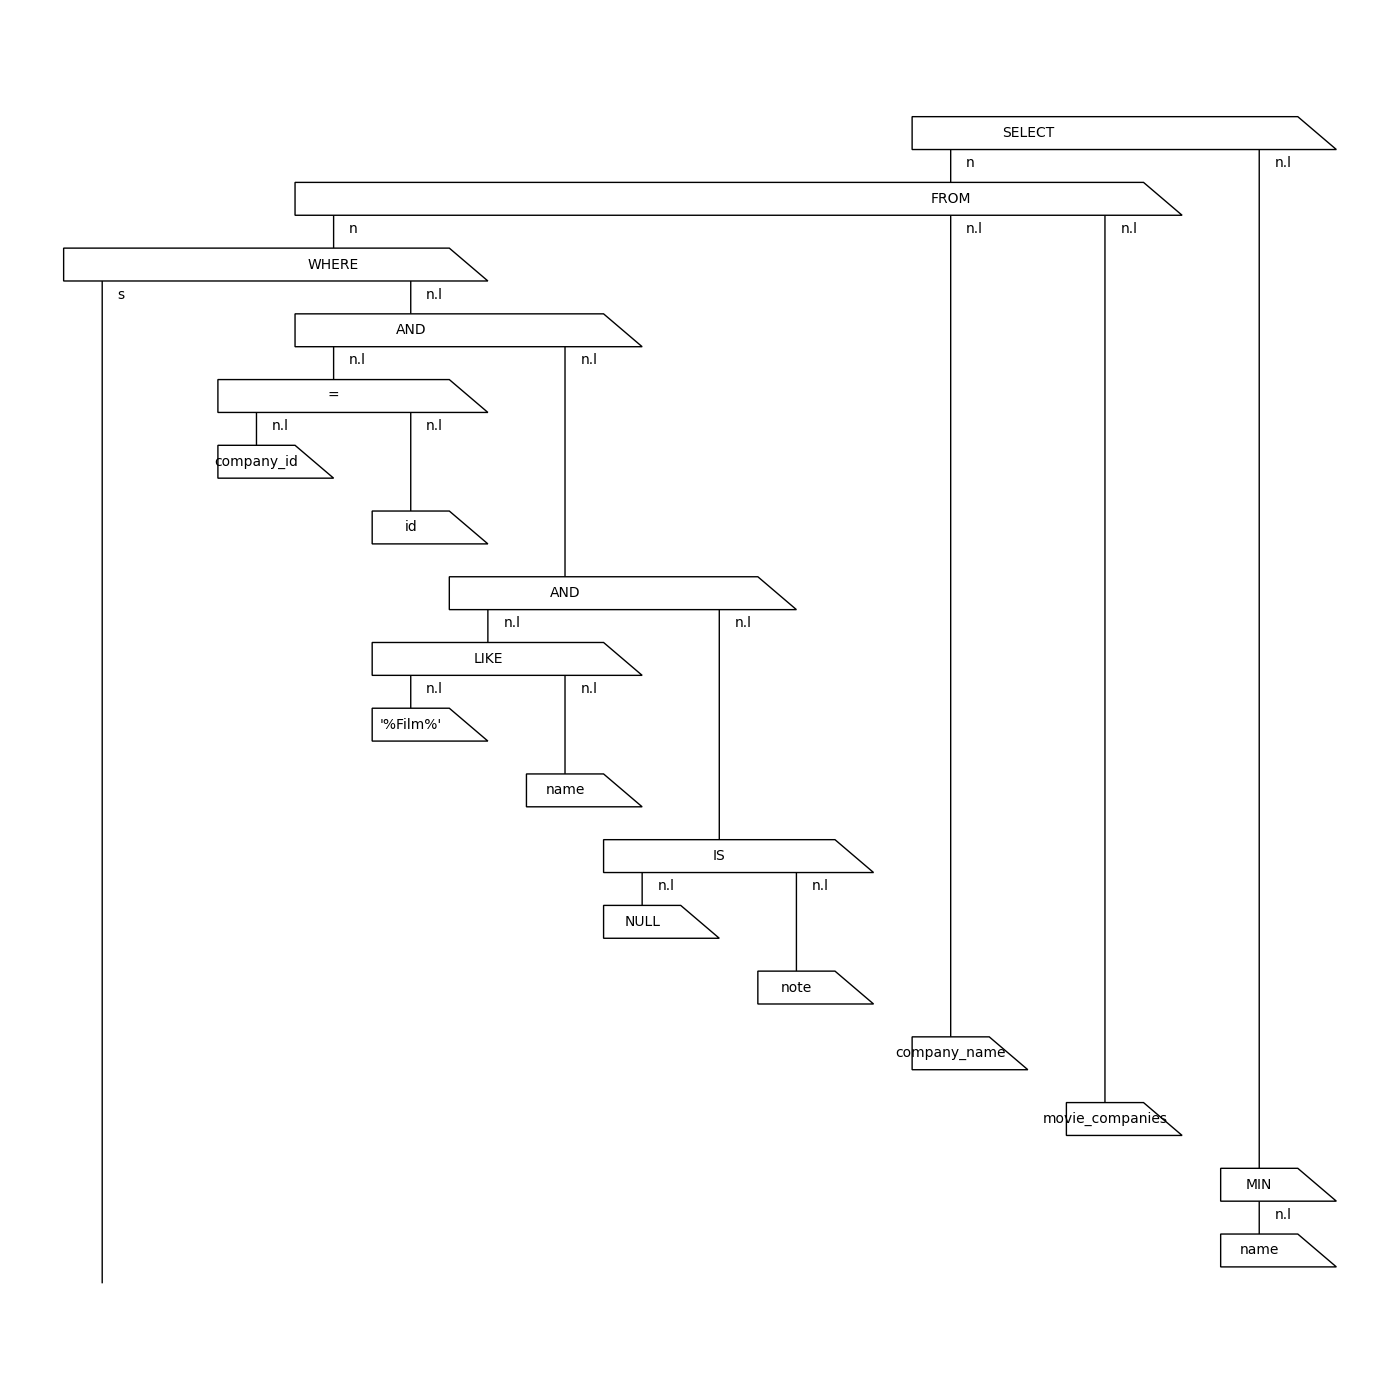 SELECT
n n.l
FROM
n n.l n.l
WHERE
s n.l
AND
n.l n.l
=
n.l n.l
company_id
id
AND
n.l n.l
LIKE
n.l n.l
'%Film%'
name
IS
n.l n.l
NULL
note
company_name
movie_companies
MIN
n.l
name